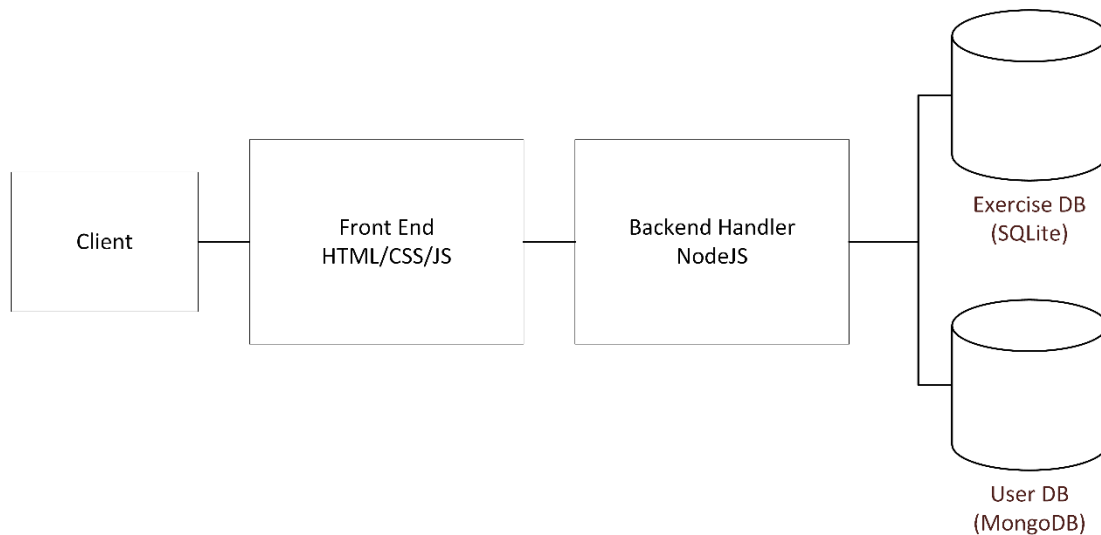 Client
Front End
HTML/CSS/JS
Backend Handler
NodeJS
Exercise DB
(SQLite)
User DB
(MongoDB)